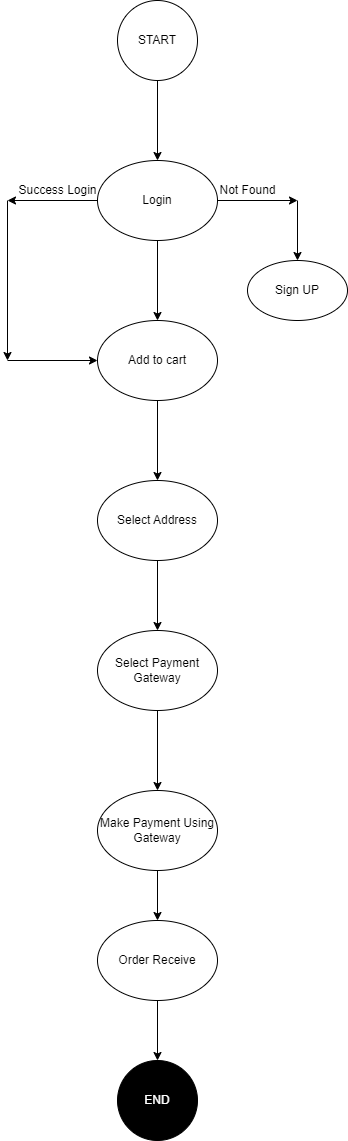 START
Success Login
Not Found
Login
Sign UP
Add to cart
Select Address
Select Payment
Gateway
Make Payment Using
Gateway
Order Receive
END